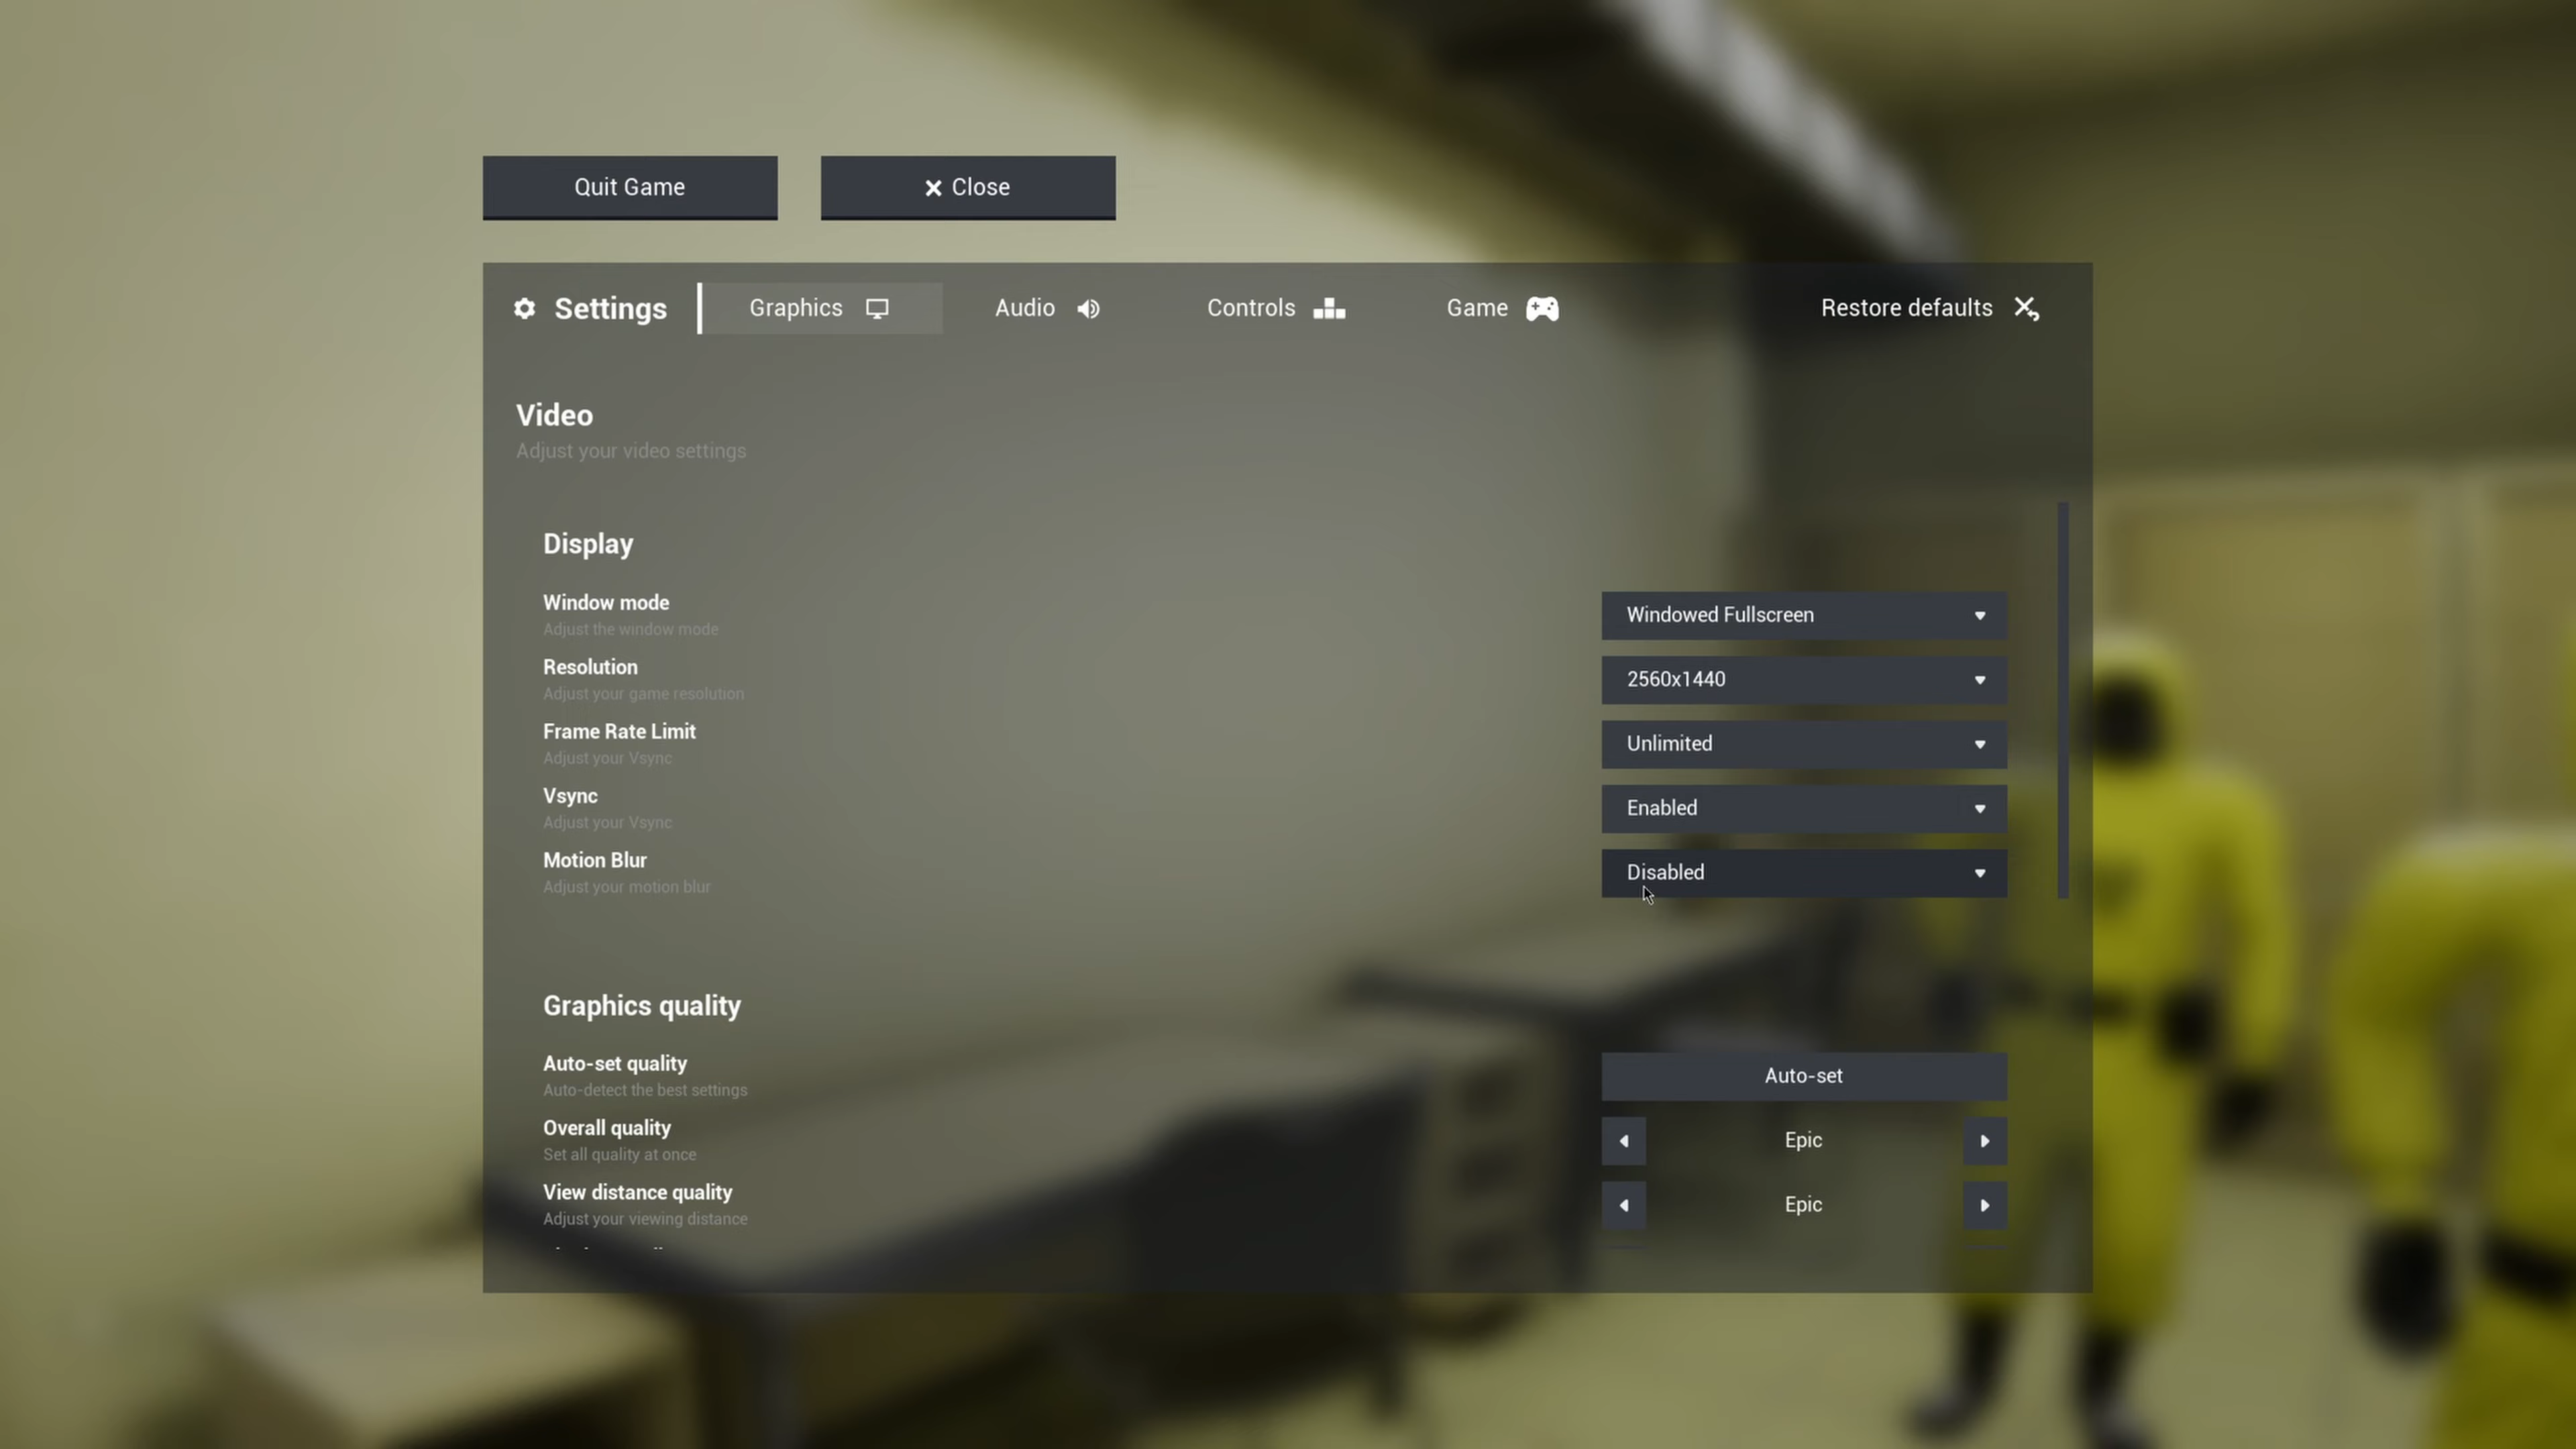 Quit Game
Close
Settings
Graphics
Audio
Controls
Game
Restore defaults
Video
Adjust your video settings
Display
Window mode
Adjust the window mode
Windowed Fullscreen
Resolution
Adjust your game resolution
2560x1440
Frame Rate Limit
Adjust your Vsync
Unlimited
Vsync
Adjust your Vsync
Enabled
Motion Blur
Adjust your motion blur
Disabled
Graphics quality
Auto-set quality
Auto-detect the best settings
Auto-set
Overall quality
Set all quality at once
Epic
View distance quality
Adjust your viewing distance
Epic